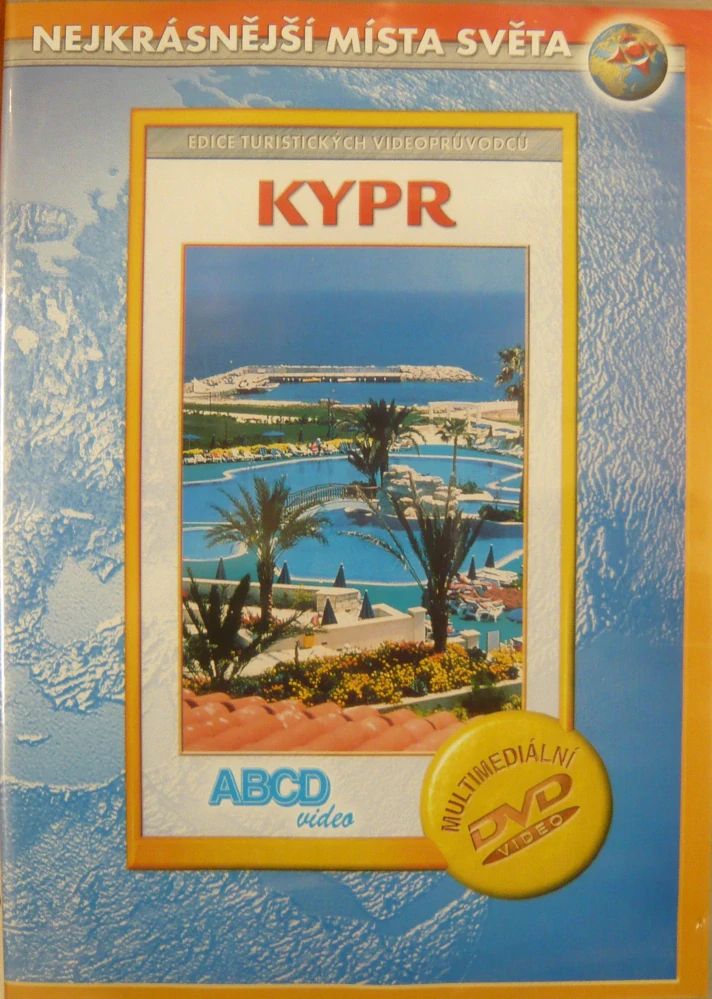 NEJKRÁSNĚJŠÍ MÍSTA SVĚTA
EDICE TURISTICKÝCH VIDEOPRŮVODCŮ
KYPR
ABCD
video
MULTIMEDIÁLNÍ
DVD
VIDEO